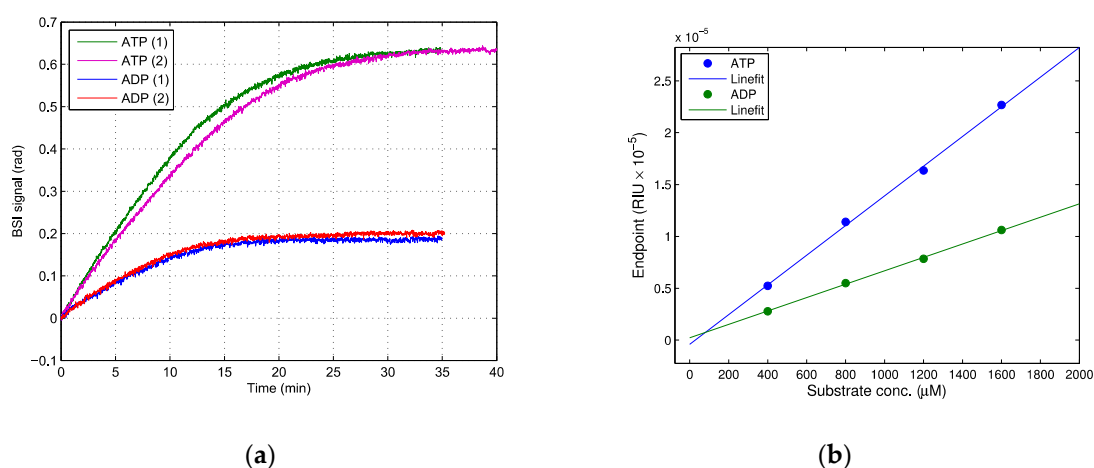 0.7
0.6
0.5
0.4
0.3
0.2
0.1
0
−0.1
BSI signal (rad)
ATP (1)
ATP (2)
ADP (1)
ADP (2)
0 5 10 15 20 25 30 35 40
Time (min)
(a)
x 10⁻⁵
2.5
2
1.5
1
0.5
0
Endpoint (RIU × 10⁻⁵)
ATP
Linefit
ADP
Linefit
0 200 400 600 800 1000 1200 1400 1600 1800 2000
Substrate conc. (μM)
(b)